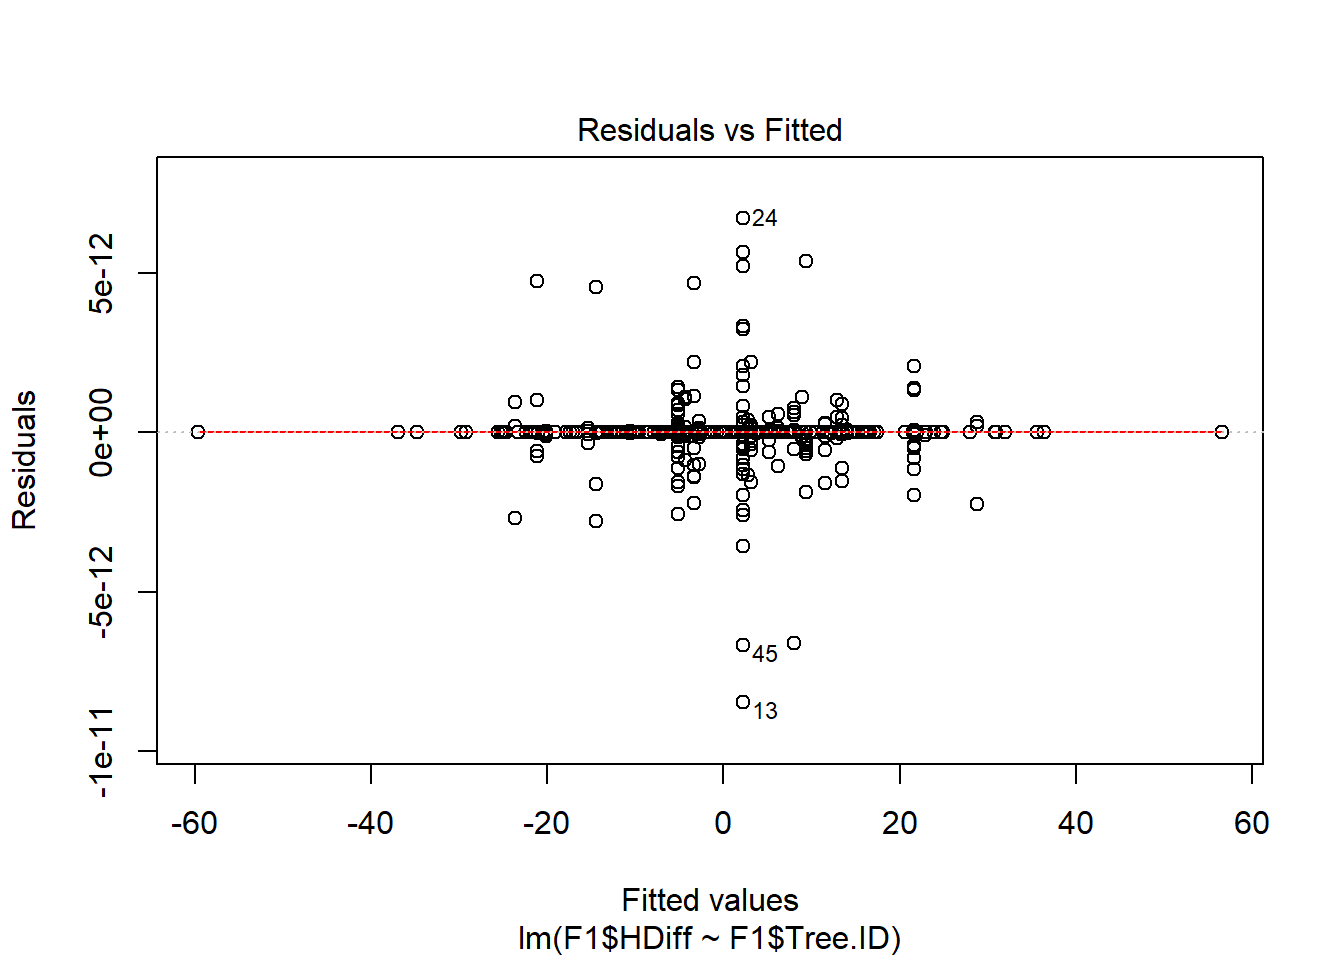 Residuals vs Fitted
Residuals
5e-12
0e+00
-5e-12
-1e-11
24
45
13
-60 -40 -20 0 20 40 60
Fitted values
lm(F1$HDiff ~ F1$Tree.ID)